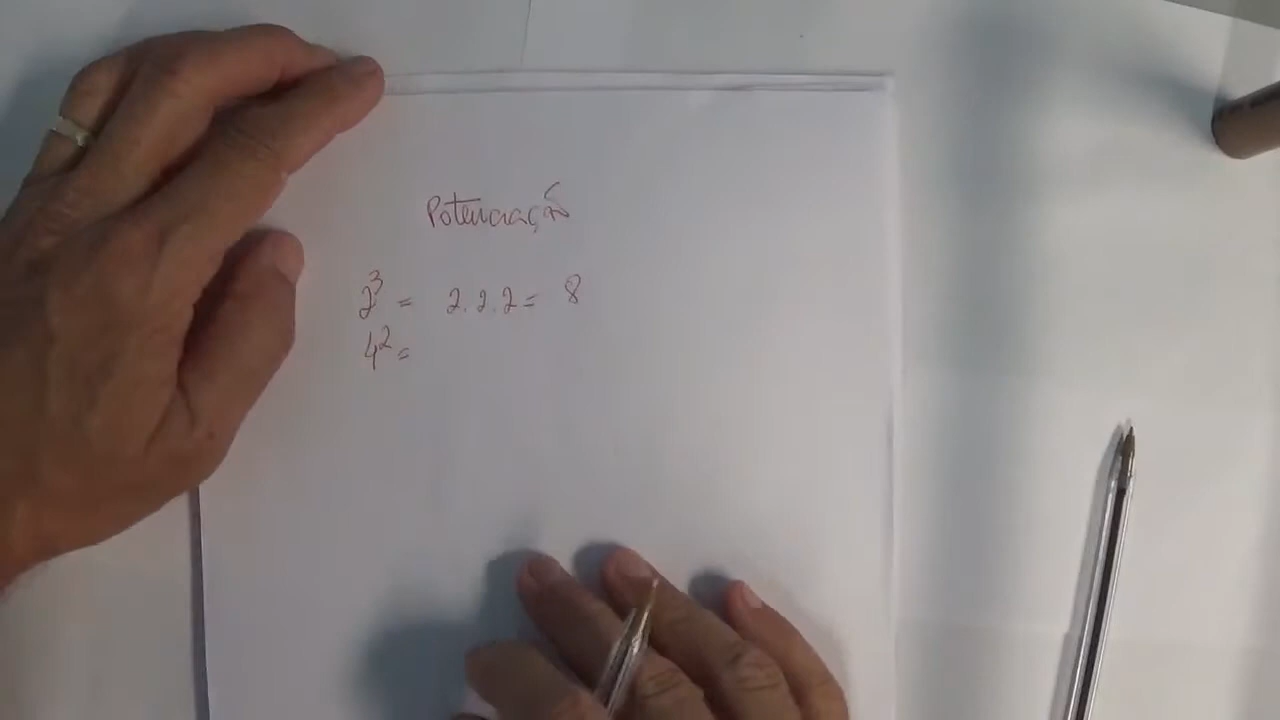 Potenciação
2³ = 2.2.2 = 8
4² =